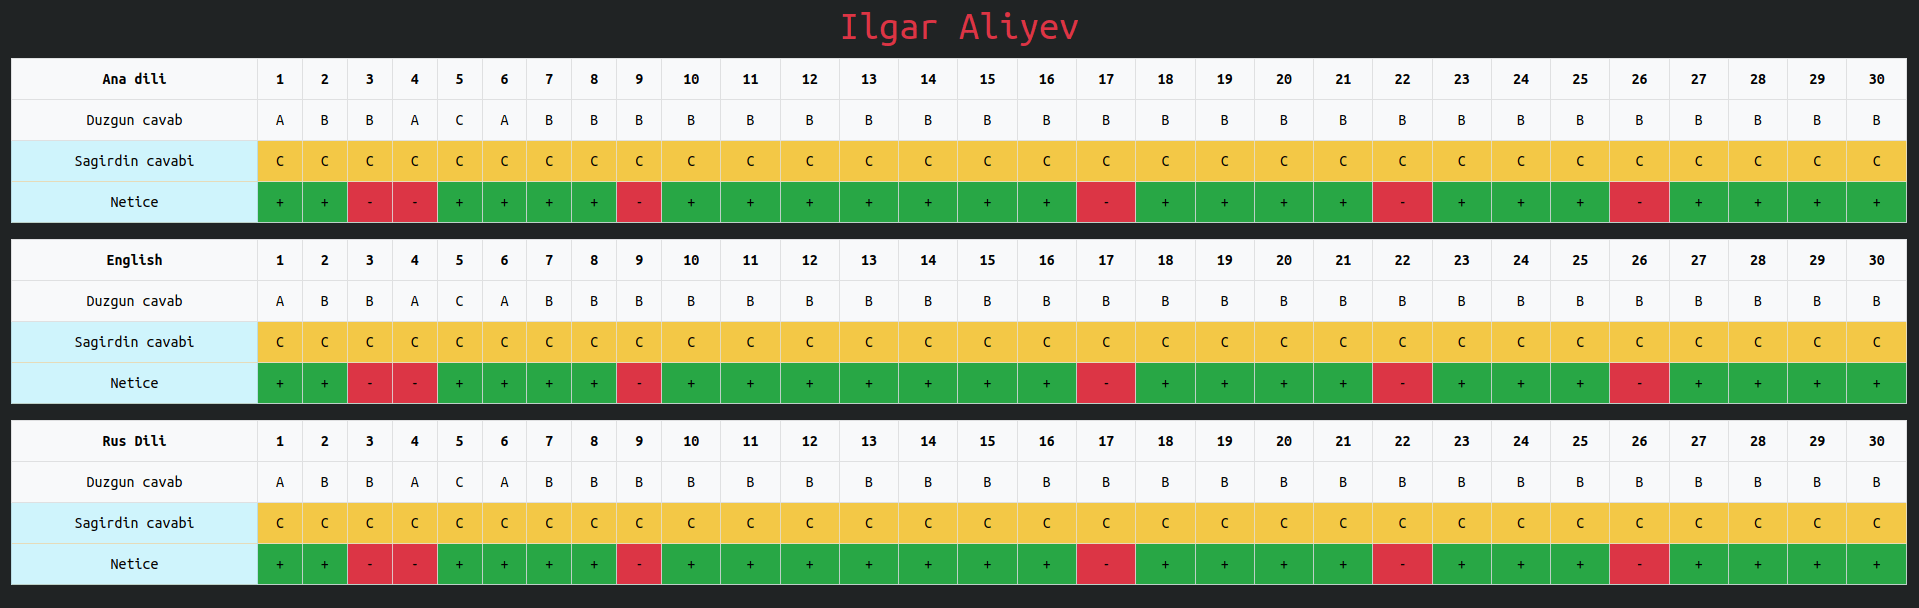 Ilgar Aliyev
Ana dili 1 2 3 4 5 6 7 8 9 10 11 12 13 14 15 16 17 18 19 20 21 22 23 24 25 26 27 28 29 30
Duzgun cavab A B B A C A B B B B B B B B B B B B B B B B B B B B B B B B
Sagirdin cavabi C C C C C C C C C C C C C C C C C C C C C C C C C C C C C C
Netice + + - - + + + + - + + + + + + + - + + + + - + + + - + + + +
English 1 2 3 4 5 6 7 8 9 10 11 12 13 14 15 16 17 18 19 20 21 22 23 24 25 26 27 28 29 30
Duzgun cavab A B B A C A B B B B B B B B B B B B B B B B B B B B B B B B
Sagirdin cavabi C C C C C C C C C C C C C C C C C C C C C C C C C C C C C C
Netice + + - - + + + + - + + + + + + + - + + + + - + + + - + + + +
Rus Dili 1 2 3 4 5 6 7 8 9 10 11 12 13 14 15 16 17 18 19 20 21 22 23 24 25 26 27 28 29 30
Duzgun cavab A B B A C A B B B B B B B B B B B B B B B B B B B B B B B B
Sagirdin cavabi C C C C C C C C C C C C C C C C C C C C C C C C C C C C C C
Netice + + - - + + + + - + + + + + + + - + + + + - + + + - + + + +